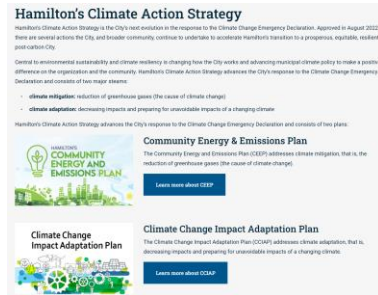 Hamilton's Climate Action Strategy
Hamilton's Climate Action Strategy is the City's next evolution in the response to the Climate Change Emergency Declaration. Approved in August 2022
there are several actions the City, and broader community, continue to undertake to accelerate Hamilton's transition to a prosperous, equitable, resilient
post-carbon City.
Central to environmental sustainability and climate resiliency is changing how the City works and advancing municipal climate policy to make a positive
difference on the organization and the community. Hamilton's Climate Action Strategy advances the City's response to the Climate Change Emergency
Declaration and consists of two major steams:
• climate mitigation: reduction of greenhouse gases (the cause of climate change)
• climate adaptation: decreasing impacts and preparing for unavoidable impacts of a changing climate
Hamilton's Climate Action Strategy advances the City's response to the Climate Change Emergency Declaration and consists of two plans:
HAMILTON'S
COMMUNITY
ENERGY AND
EMISSIONS PLAN
Community Energy & Emissions Plan
The Community Energy and Emissions Plan (CEEP) addresses climate mitigation, that is, the
reduction of greenhouse gases (the cause of climate change).
Learn more about CEEP
Climate Change
Impact Adaptation Plan
Climate Change Impact Adaptation Plan
The Climate Change Impact Adaptation Plan (CCIAP) addresses climate adaptation, that is,
decreasing impacts and preparing for unavoidable impacts of a changing climate.
Learn more about CCIAP